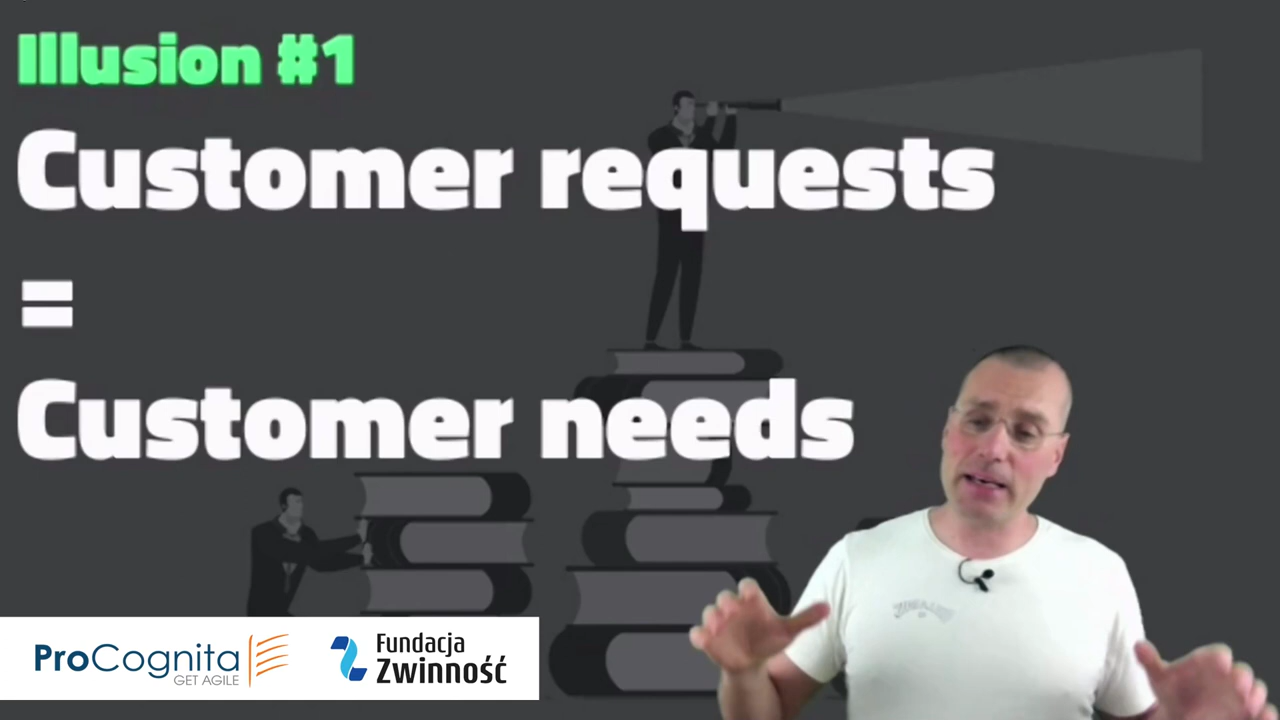 Illusion #1
Customer requests
=
Customer needs
ProCognita
GET AGILE
Fundacja
Zwinność